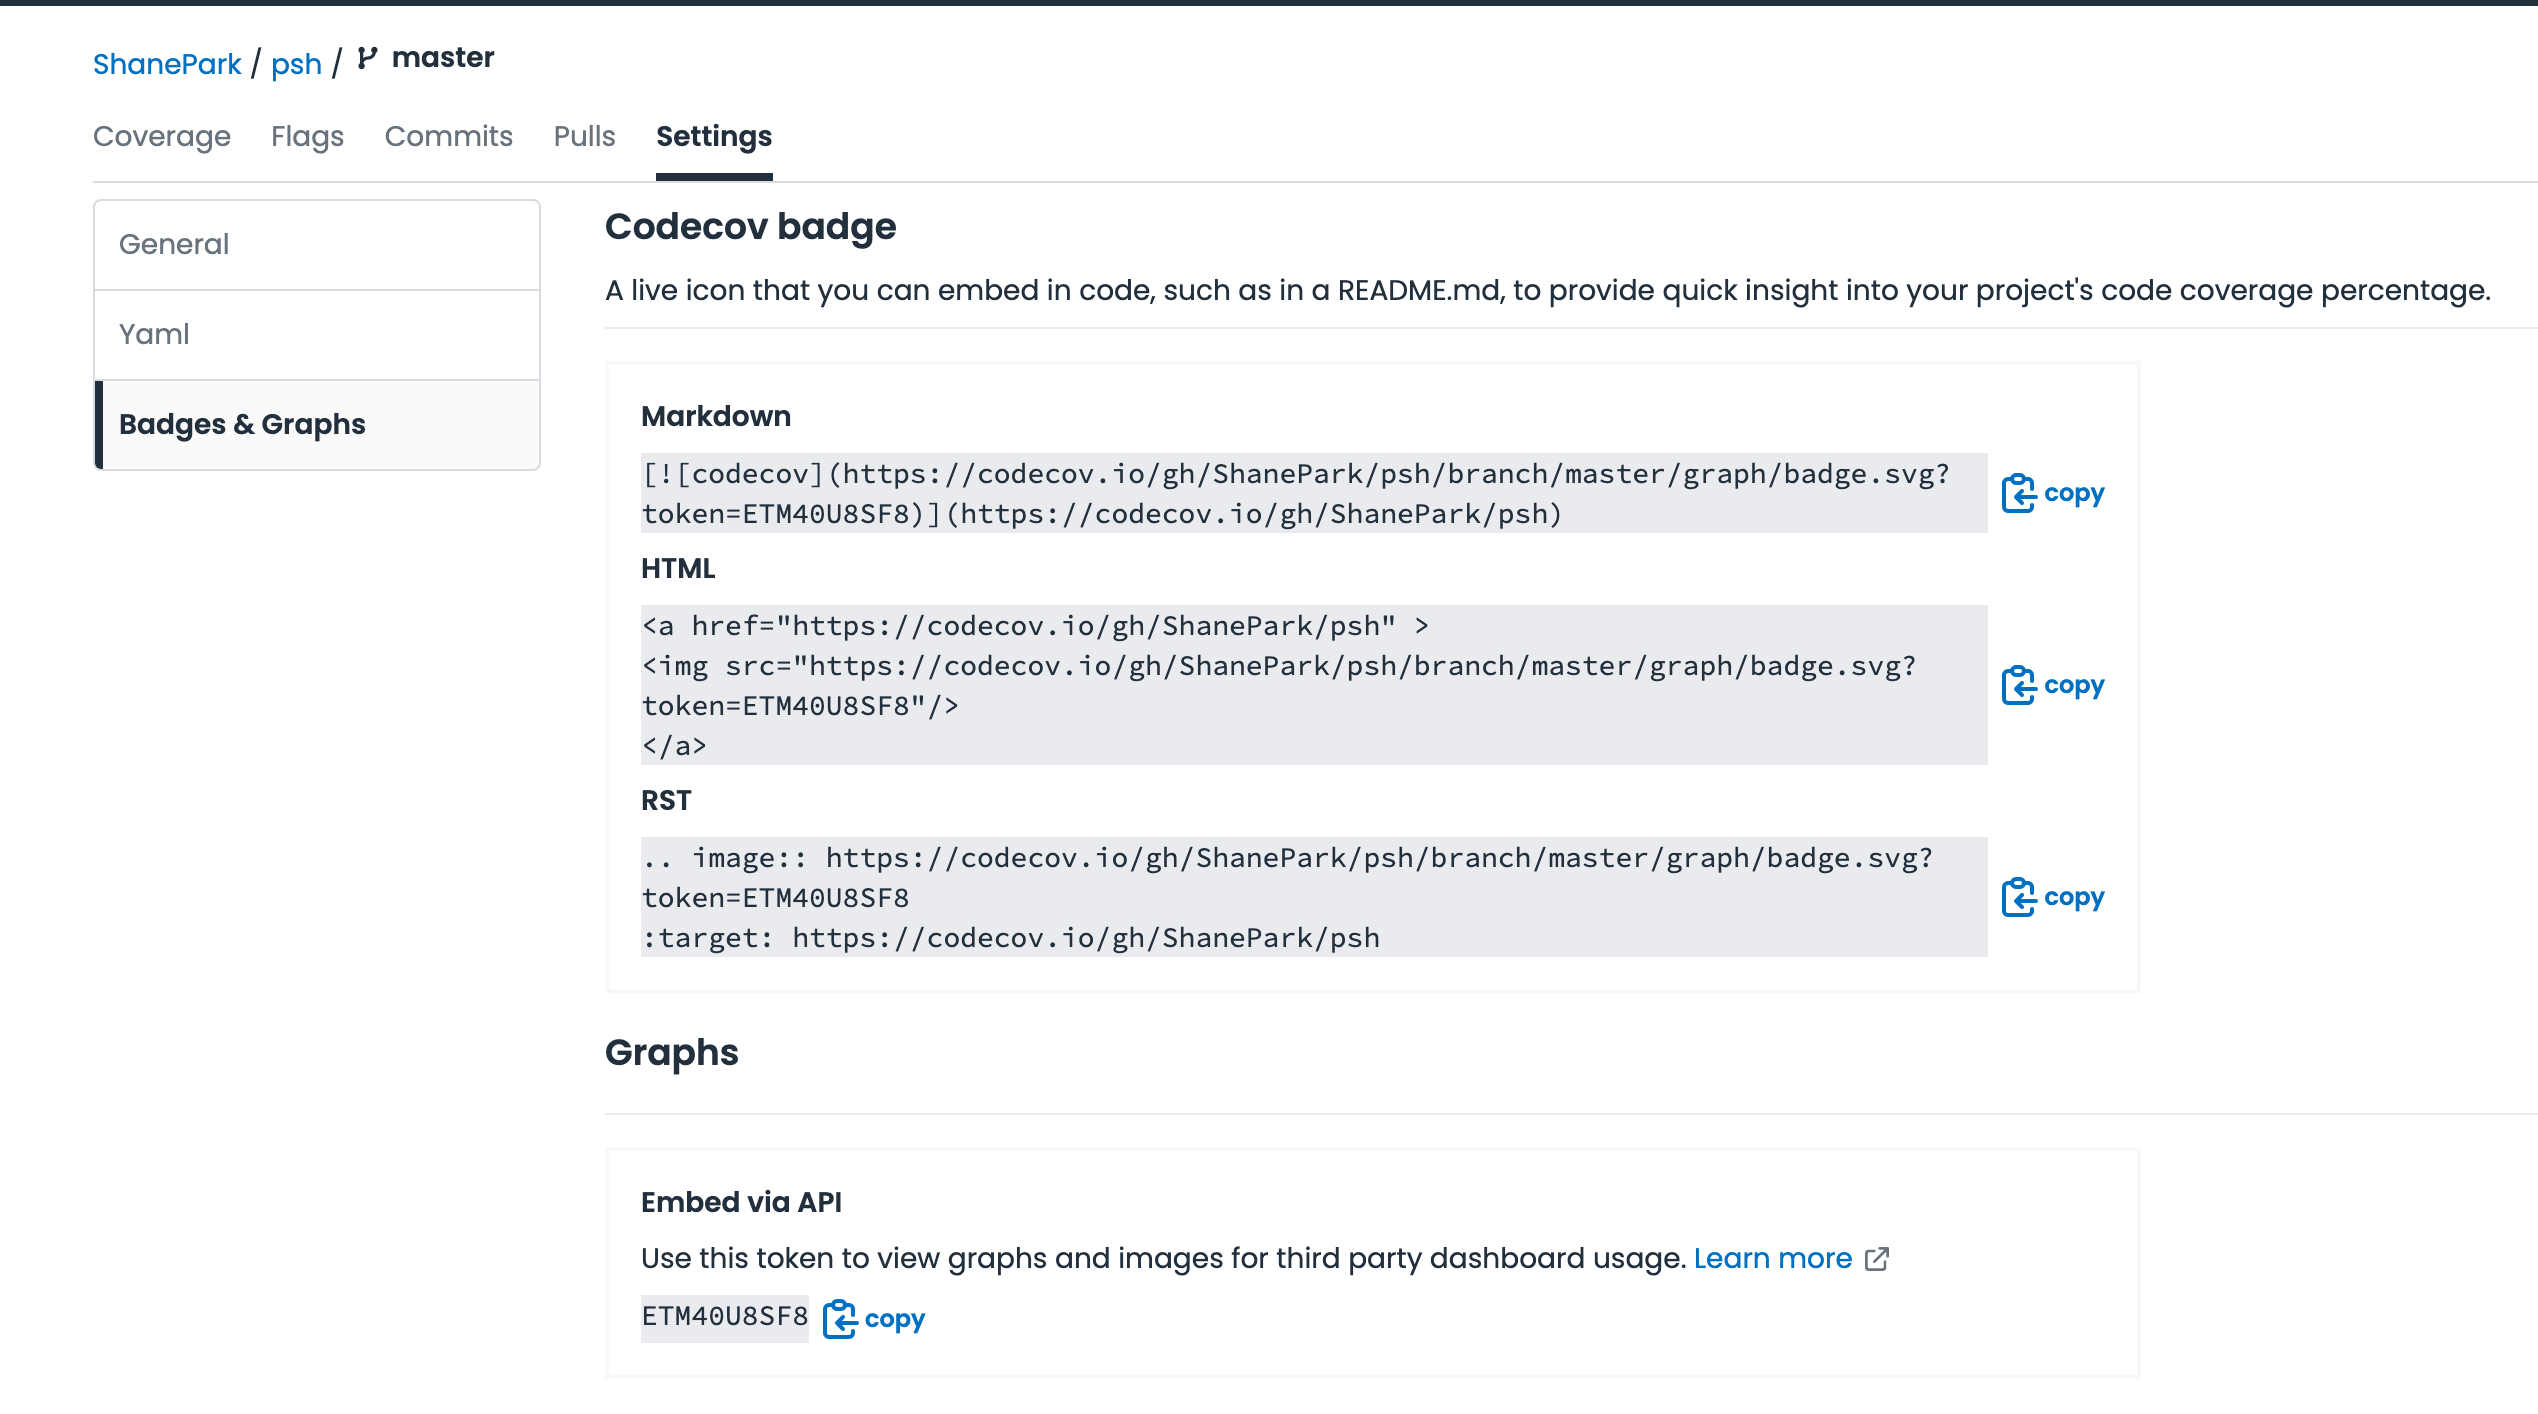 ShanePark / psh / master
Coverage Flags Commits Pulls Settings
General
Yaml
Badges & Graphs
Codecov badge
A live icon that you can embed in code, such as in a README.md, to provide quick insight into your project's code coverage percentage.
Markdown
[![codecov](https://codecov.io/gh/ShanePark/psh/branch/master/graph/badge.svg?
token=ETM40U8SF8)](https://codecov.io/gh/ShanePark/psh)
copy
HTML
<a href="https://codecov.io/gh/ShanePark/psh" >
<img src="https://codecov.io/gh/ShanePark/psh/branch/master/graph/badge.svg?
token=ETM40U8SF8"/>
</a>
copy
RST
.. image:: https://codecov.io/gh/ShanePark/psh/branch/master/graph/badge.svg?
token=ETM40U8SF8
:target: https://codecov.io/gh/ShanePark/psh
copy
Graphs
Embed via API
Use this token to view graphs and images for third party dashboard usage. Learn more
ETM40U8SF8 copy